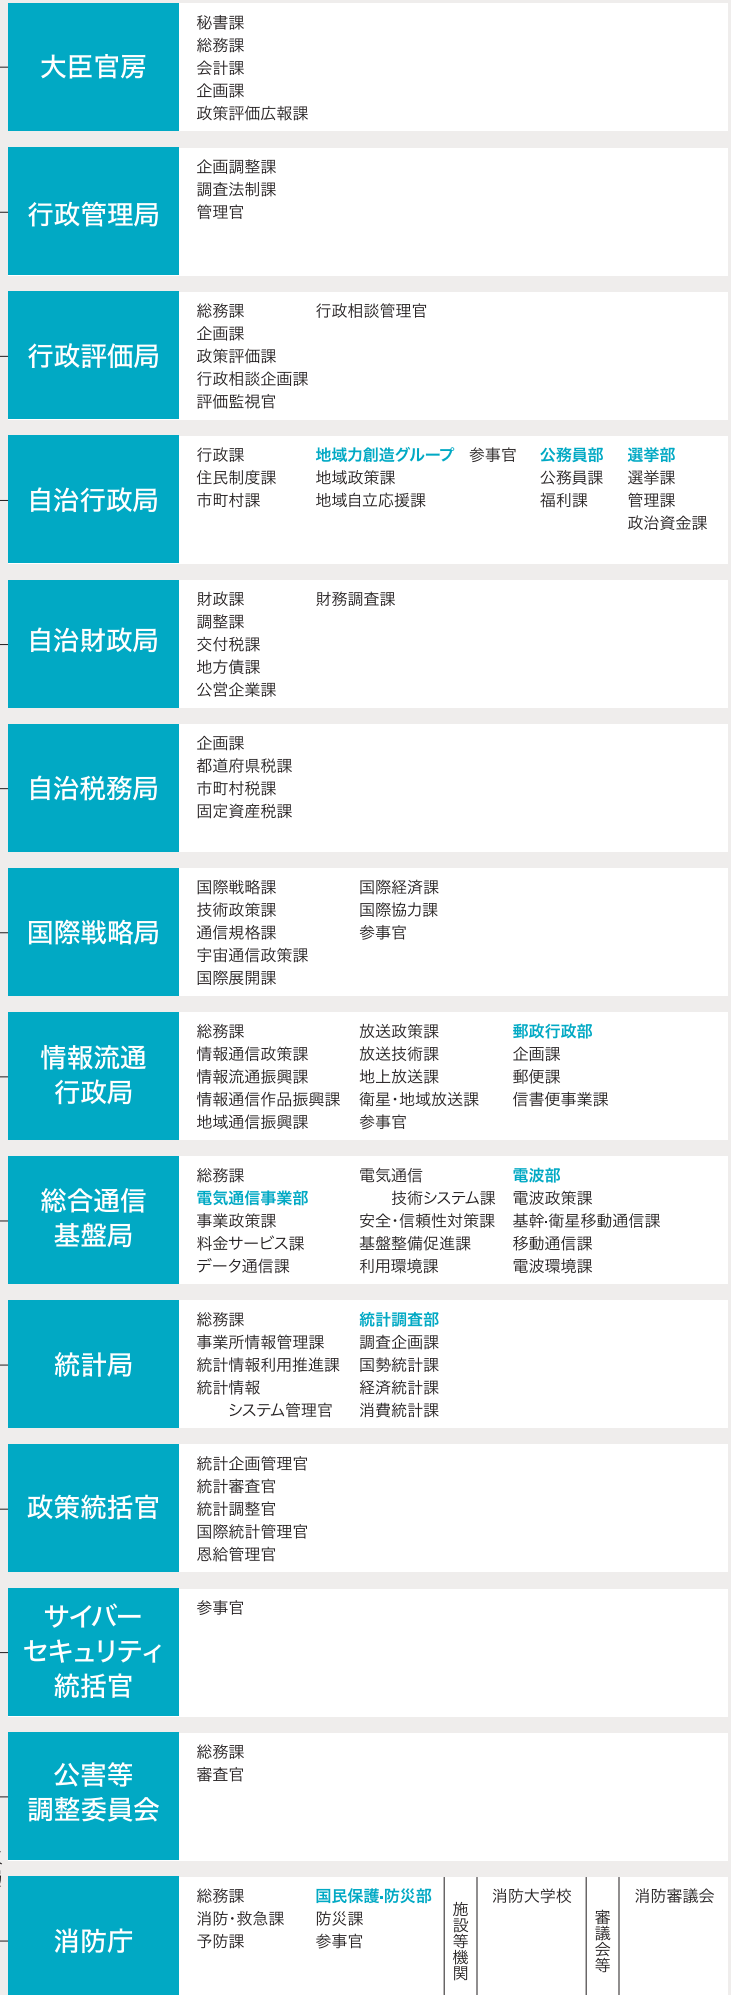 大臣官房
秘書課
総務課
会計課
企画課
政策評価広報課
行政管理局
企画調整課
調査法制課
管理官
行政評価局
総務課
企画課
政策評価課
行政相談企画課
評価監視官
行政相談管理官
自治行政局
行政課
住民制度課
市町村課
地域力創造グループ
地域政策課
地域自立応援課
参事官
公務員部
公務員課
福利課
選挙部
選挙課
管理課
政治資金課
自治財政局
財政課
調整課
交付税課
地方債課
公営企業課
財務調査課
自治税務局
企画課
都道府県税課
市町村税課
固定資産税課
国際戦略局
国際戦略課
技術政策課
通信規格課
宇宙通信政策課
国際展開課
国際経済課
国際協力課
参事官
情報流通
行政局
総務課
情報通信政策課
情報流通振興課
情報通信作品振興課
地域通信振興課
放送政策課
放送技術課
地上放送課
衛星・地域放送課
参事官
郵政行政部
企画課
郵便課
信書便事業課
総合通信
基盤局
総務課
電気通信事業部
事業政策課
料金サービス課
データ通信課
電気通信
技術システム課
安全・信頼性対策課
基盤整備促進課
利用環境課
電波部
電波政策課
基幹・衛星移動通信課
移動通信課
電波環境課
統計局
総務課
事業所情報管理課
統計情報利用推進課
統計情報
システム管理官
統計調査部
調査企画課
国勢統計課
経済統計課
消費統計課
政策統括官
統計企画管理官
統計審査官
統計調整官
国際統計管理官
恩給管理官
サイバー
セキュリティ
統括官
参事官
公害等
調整委員会
総務課
審査官
消防庁
総務課
消防・救急課
予防課
国民保護・防災部
防災課
参事官
施設等機関
消防大学校
審議会等
消防審議会